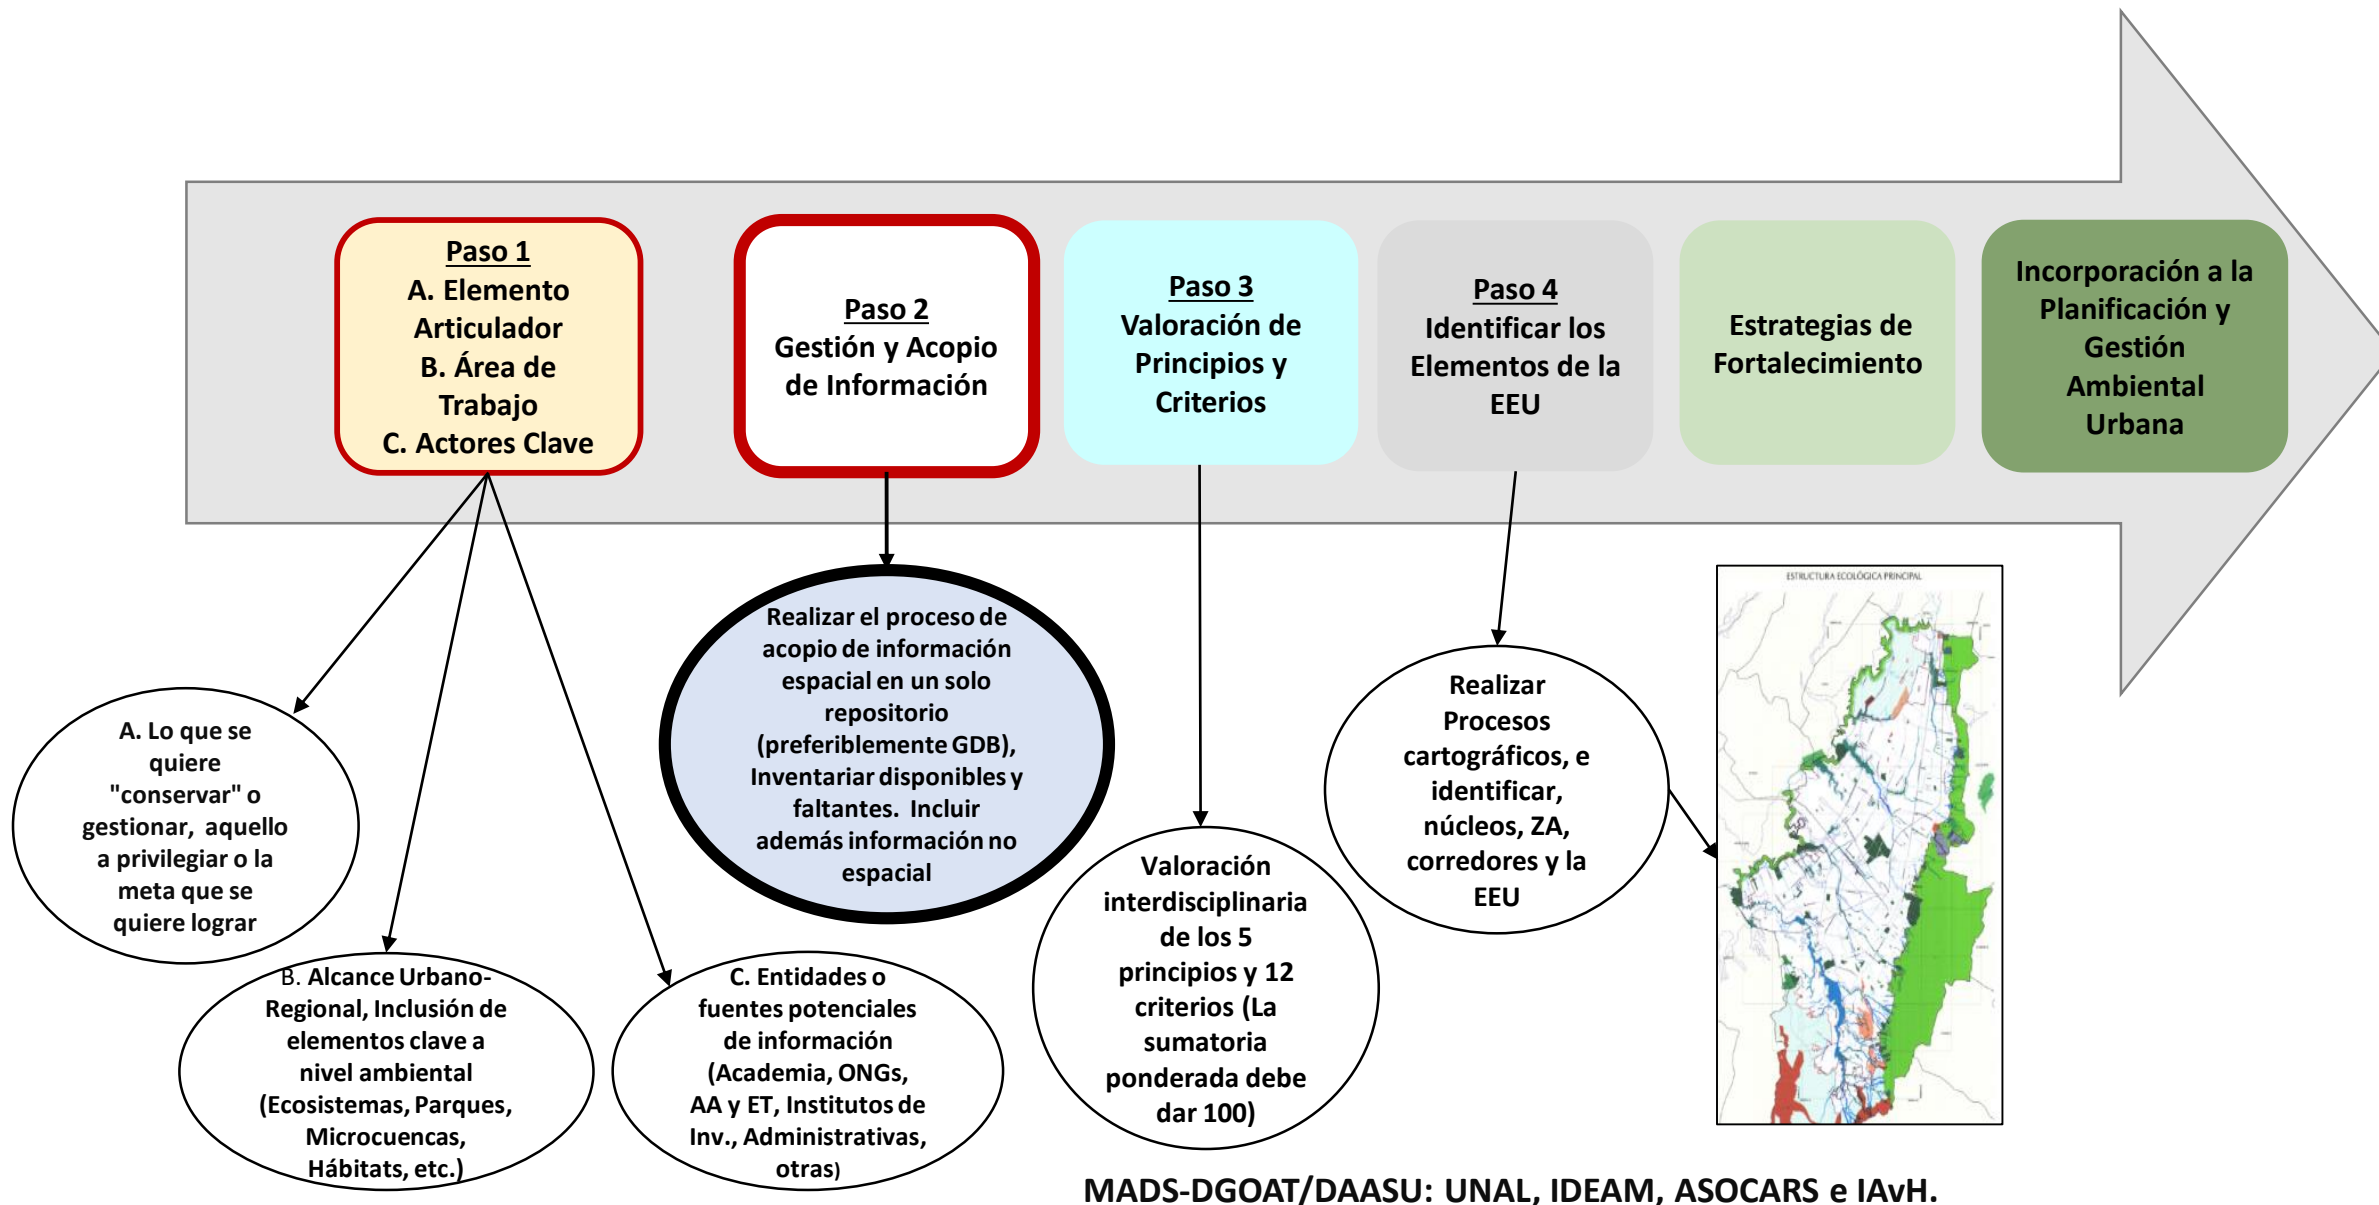 Paso 1
A. Elemento
Articulador
B. Área de
Trabajo
C. Actores Clave
Paso 2
Gestión y Acopio
de Información
Paso 3
Valoración de
Principios y
Criterios
Paso 4
Identificar los
Elementos de la
EEU
Estrategias de
Fortalecimiento
Incorporación a la
Planificación y
Gestión
Ambiental
Urbana
A. Lo que se
quiere
"conservar" o
gestionar, aquello
a privilegiar o la
meta que se
quiere lograr
B. Alcance Urbano-
Regional, Inclusión de
elementos clave a
nivel ambiental
(Ecosistemas, Parques,
Microcuencas,
Hábitats, etc.)
C. Entidades o
fuentes potenciales
de información
(Academia, ONGs,
AA y ET, Institutos de
Inv., Administrativas,
otras)
Realizar el proceso de
acopio de información
espacial en un solo
repositorio
(preferiblemente GDB),
Inventariar disponibles y
faltantes. Incluir
además información no
espacial
Valoración
interdisciplinaria
de los 5
principios y 12
criterios (La
sumatoria
ponderada debe
dar 100)
Realizar
Procesos
cartográficos, e
identificar,
núcleos, ZA,
corredores y la
EEU
ESTRUCTURA ECOLÓGICA PRINCIPAL
MADS-DGOAT/DAASU: UNAL, IDEAM, ASOCARS e IAvH.